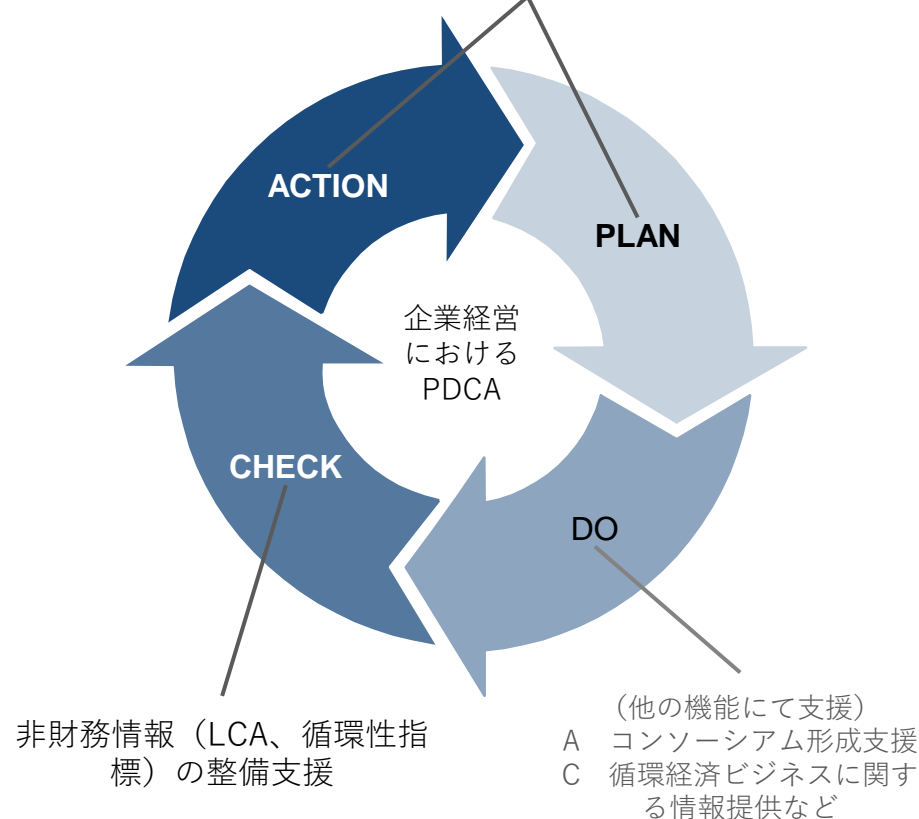 ACTION
PLAN
企業経営
における
PDCA
CHECK
DO
非財務情報（LCA、循環性指
標）の整備支援
（他の機能にて支援）
A　コンソーシアム形成支援
C　循環経済ビジネスに関す
る情報提供など